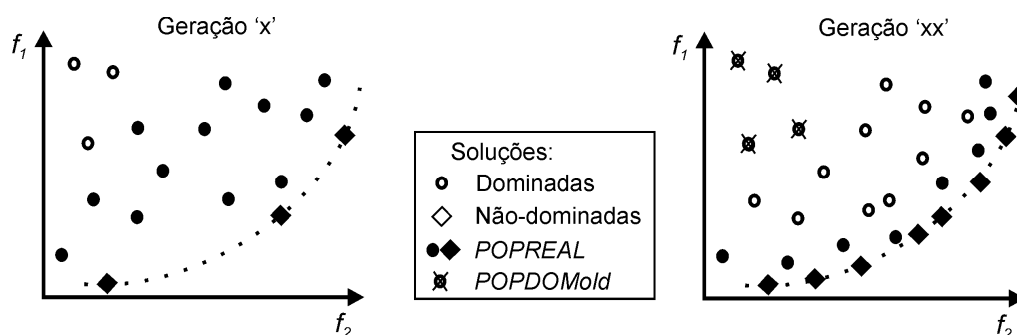 Geração ‘x’
f1
f2
Soluções:
Dominadas
Não-dominadas
POPREAL
POPDOMold
Geração ‘xx’
f1
f2